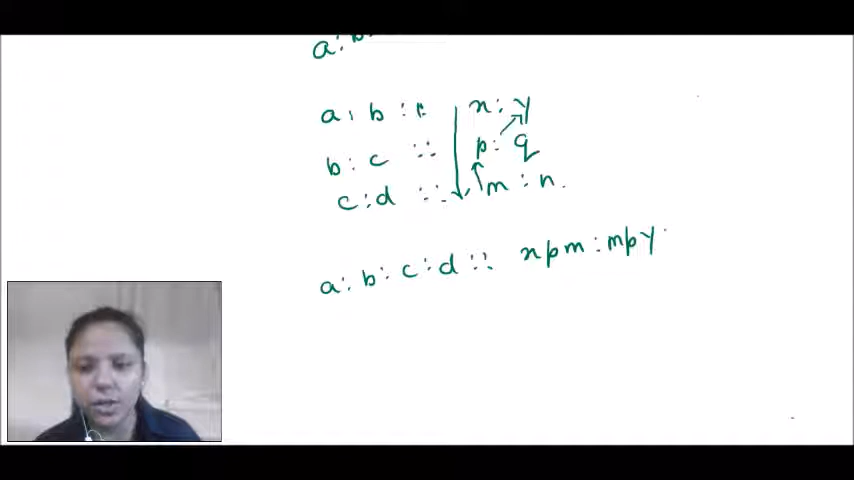 a : b
a : b :: x : y
b : c :: p : q
c : d :: m : n
a : b : c : d :: xpm : mpy